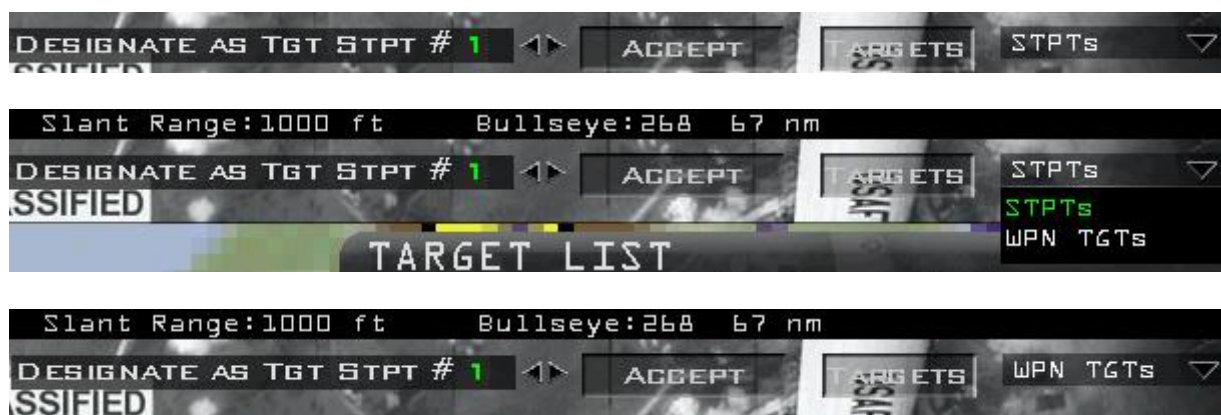 DESIGNATE AS TGT STPT # 1 ACCEPT TARGETS STPTs
SSIFIED
Slant Range:1000 ft Bullseye:268 67 nm
DESIGNATE AS TGT STPT # 1 ACCEPT TARGETS STPTs
SSIFIED STPTs
WPN TGTs
TARGET LIST
Slant Range:1000 ft Bullseye:268 67 nm
DESIGNATE AS TGT STPT # 1 ACCEPT TARGETS WPN TGTs
SSIFIED